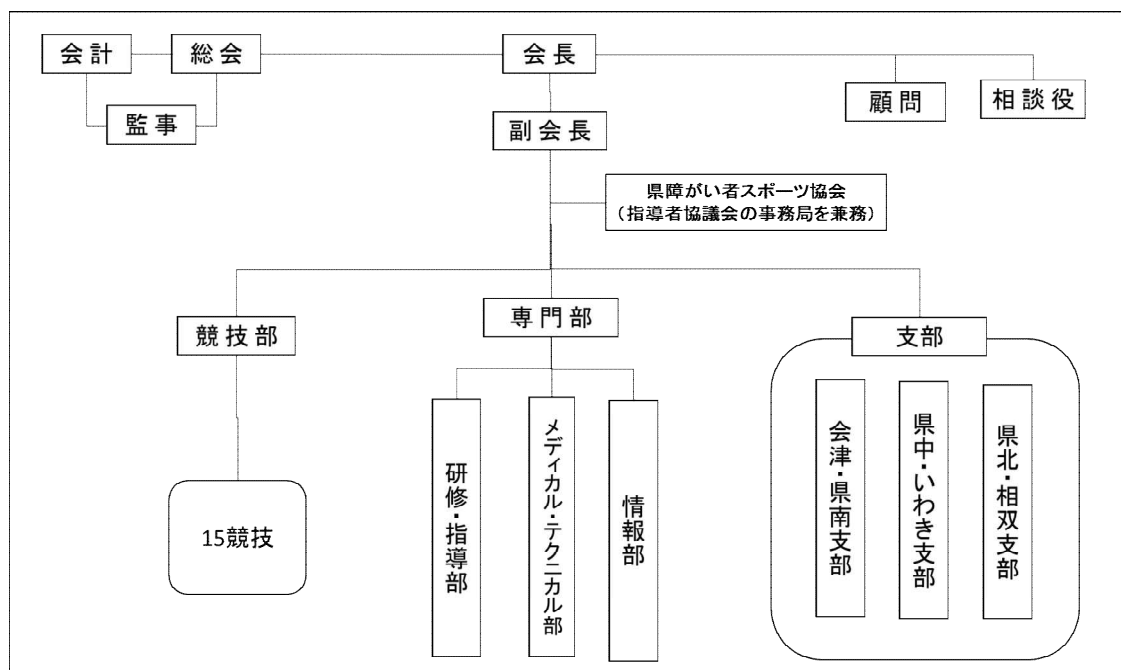 会計
総会
会長
顧問
相談役
監事
副会長
県障がい者スポーツ協会
（指導者協議会の事務局を兼務）
競技部
専門部
支部
15競技
研修・指導部
メディカル・テクニカル部
情報部
会津・県南支部
県中・いわき支部
県北・相双支部